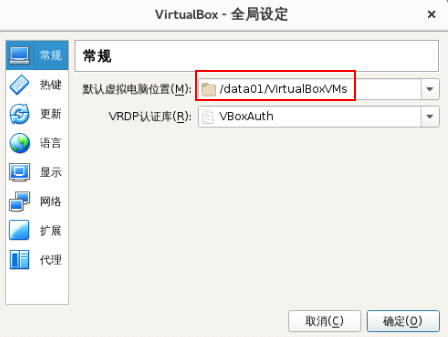 VirtualBox - 全局设定
常规
热键
更新
语言
显示
网络
扩展
代理
常规
默认虚拟电脑位置(M): /data01/VirtualBoxVMs
VRDP认证库(R): VBoxAuth
取消(C) 确定(O)